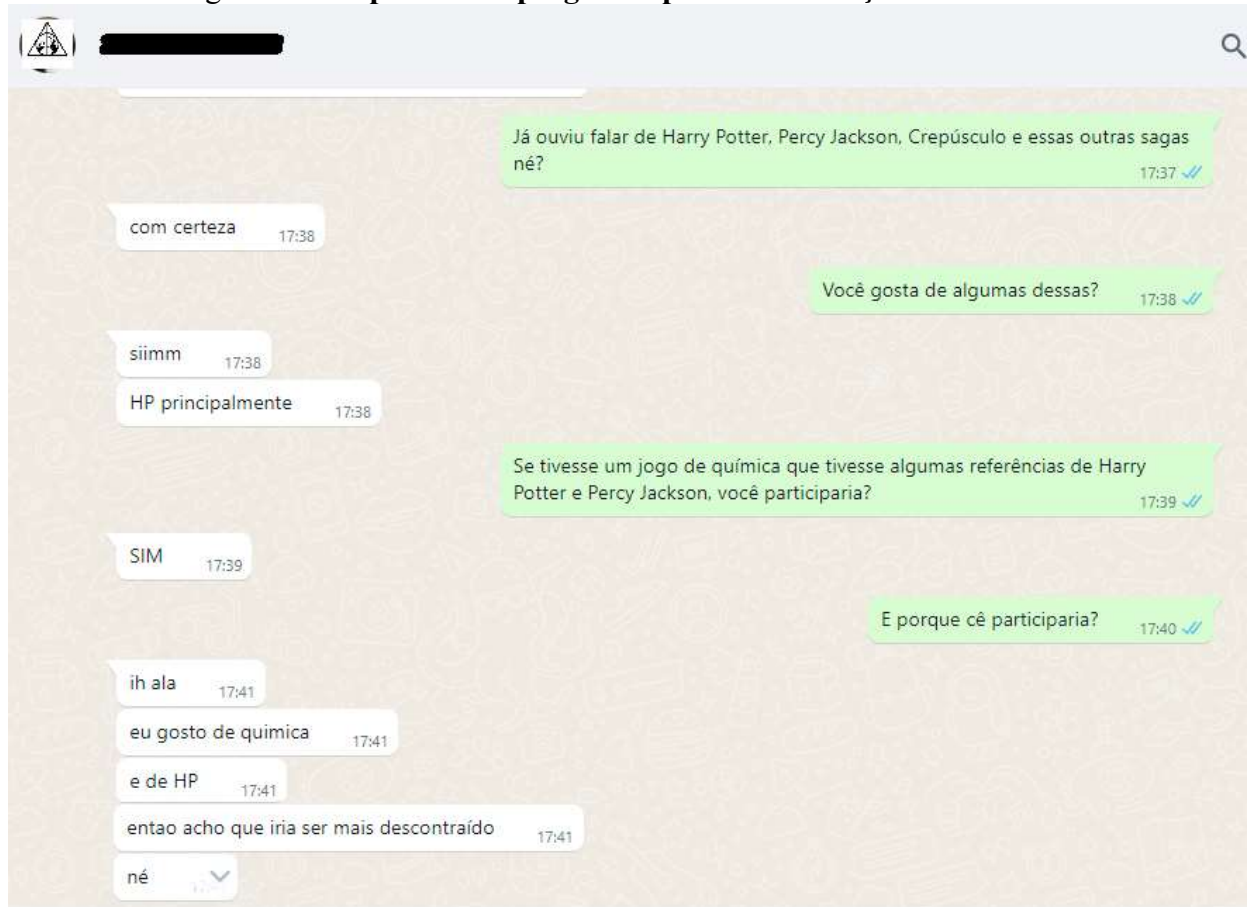 Já ouviu falar de Harry Potter, Percy Jackson, Crepúsculo e essas outras sagas
né?
17:37
com certeza 17:38
Você gosta de algumas dessas? 17:38
siimm 17:38
HP principalmente 17:38
Se tivesse um jogo de química que tivesse algumas referências de Harry
Potter e Percy Jackson, você participaria?
17:39
SIM 17:39
E porque cê participaria? 17:40
ih ala 17:41
eu gosto de quimica 17:41
e de HP 17:41
entao acho que iria ser mais descontraído 17:41
né